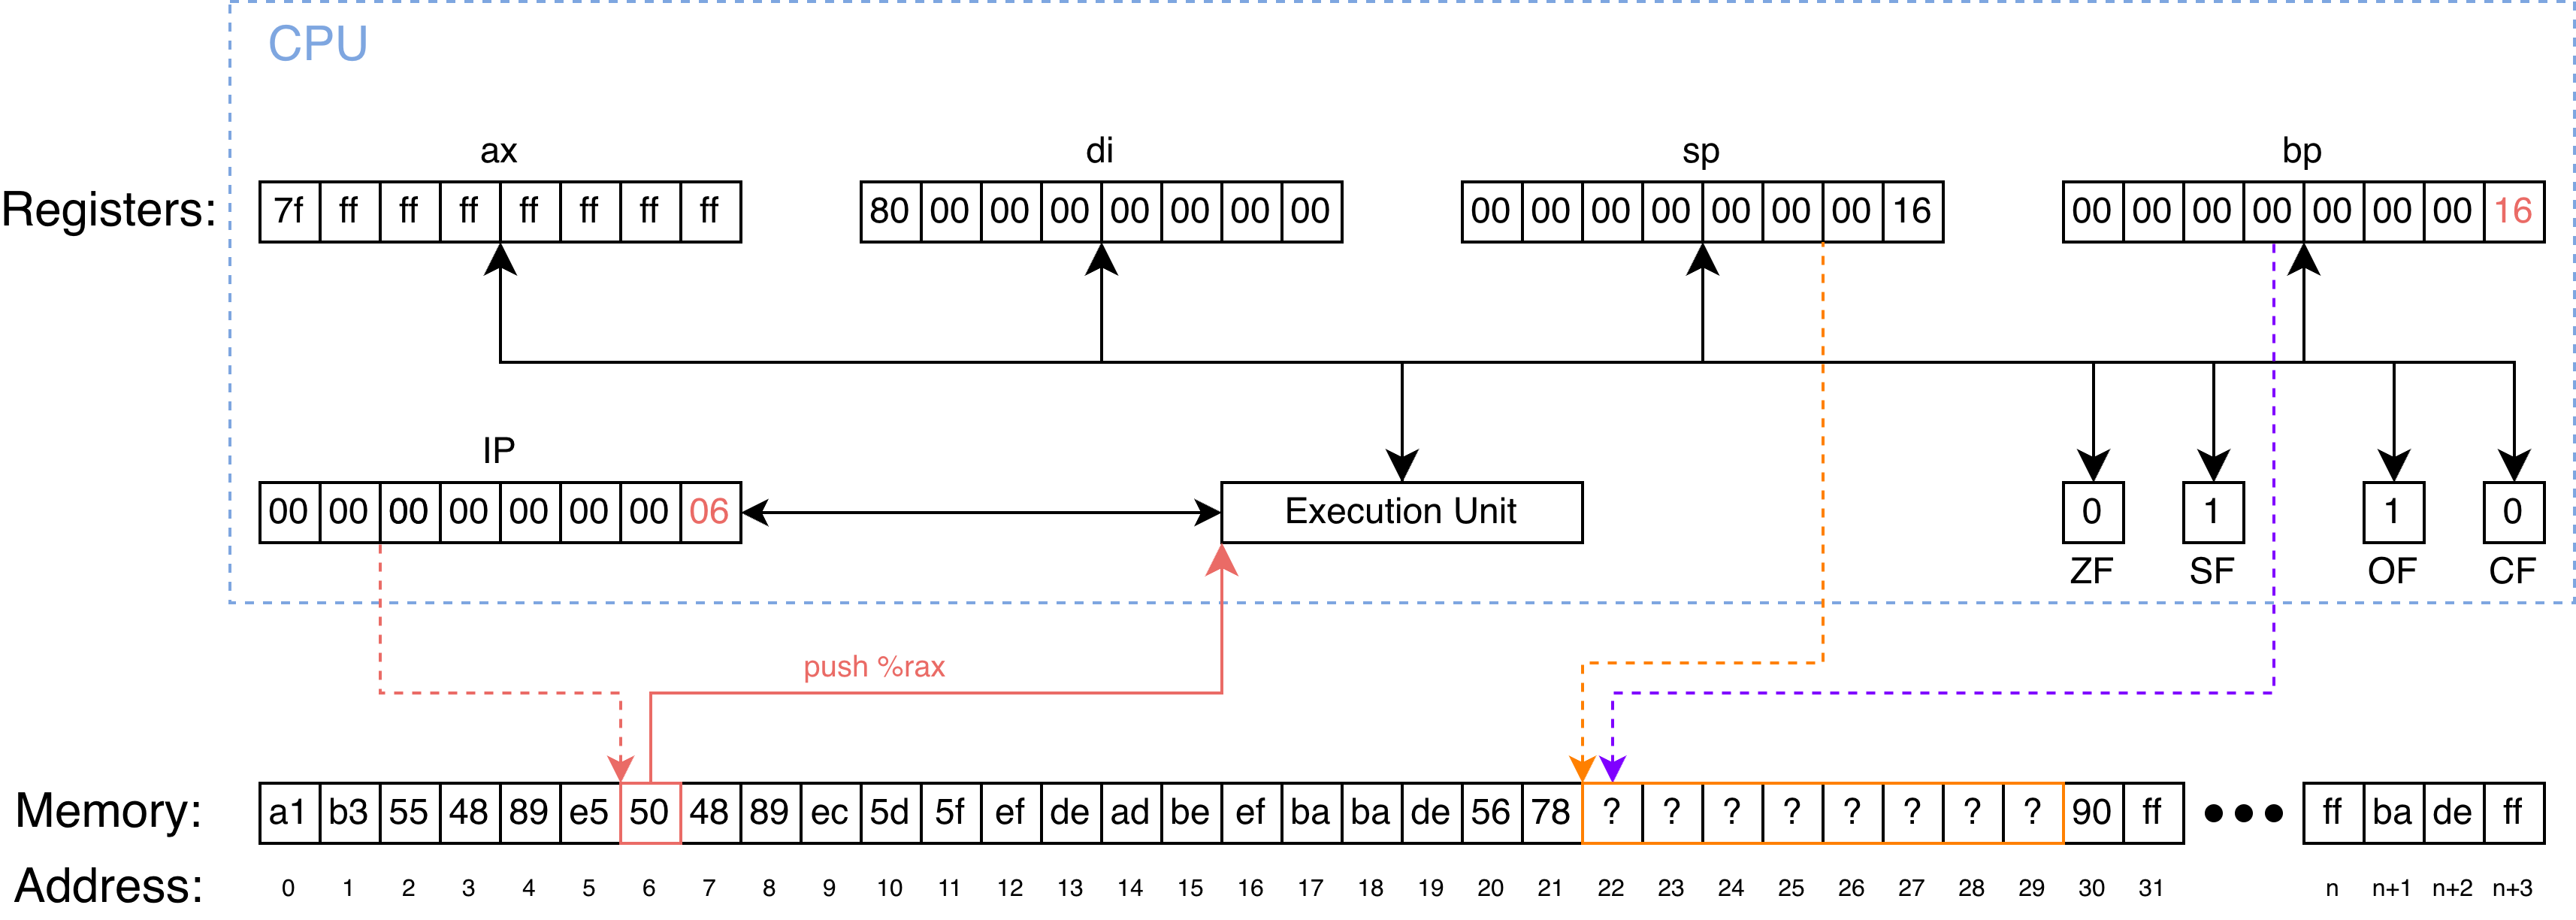 CPU
ax di sp bp
Registers: 7f ff ff ff ff ff ff ff 80 00 00 00 00 00 00 00 00 00 00 00 00 00 00 16 00 00 00 00 00 00 00 16
IP
00 00 00 00 00 00 00 06 Execution Unit 0 1 1 0
ZF SF OF CF
push %rax
Memory: a1 b3 55 48 89 e5 50 48 89 ec 5d 5f ef de ad be ef ba ba de 56 78 ? ? ? ? ? ? ? ? 90 ff ●●● ff ba de ff
Address: 0 1 2 3 4 5 6 7 8 9 10 11 12 13 14 15 16 17 18 19 20 21 22 23 24 25 26 27 28 29 30 31 n n+1 n+2 n+3